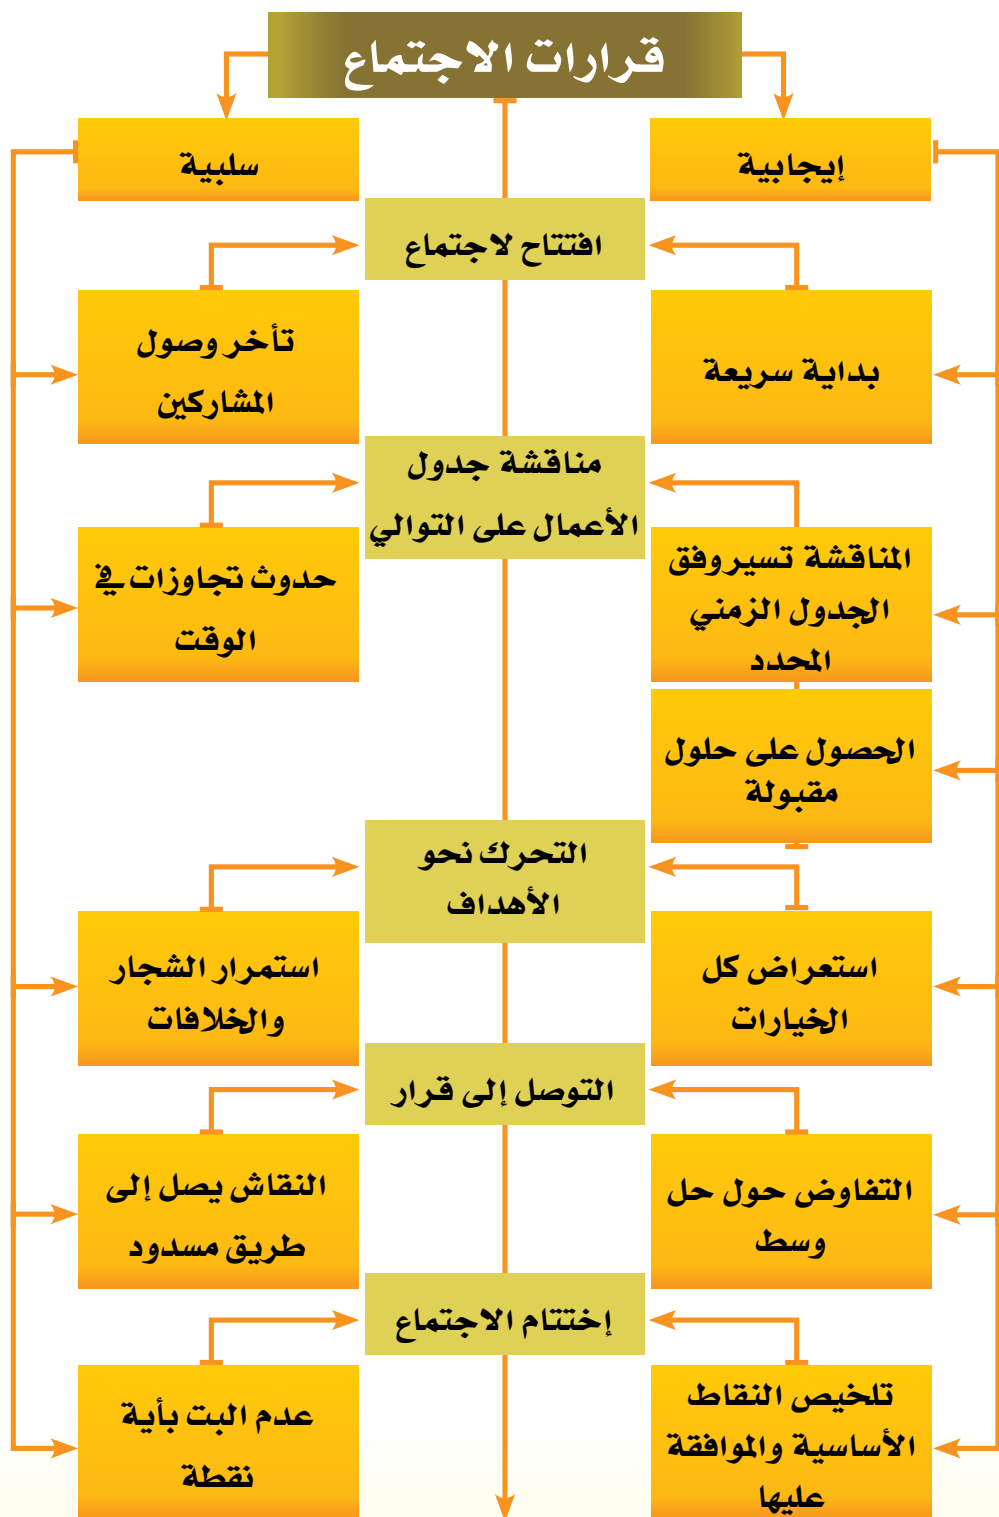 قرارات الاجتماع
إيجابية
سلبية
افتتاح لاجتماع
بداية سريعة
تأخر وصول
المشاركين
مناقشة جدول
الأعمال على التوالي
المناقشة تسير وفق
الجدول الزمني
المحدد
حدوث تجاوزات في
الوقت
الحصول على حلول
مقبولة
التحرك نحو
الأهداف
استعراض كل
الخيارات
استمرار الشجار
والخلافات
التوصل إلى قرار
التفاوض حول حل
وسط
النقاش يصل إلى
طريق مسدود
إختتام الاجتماع
تلخيص النقاط
الأساسية والموافقة
عليها
عدم البت بأية
نقطة